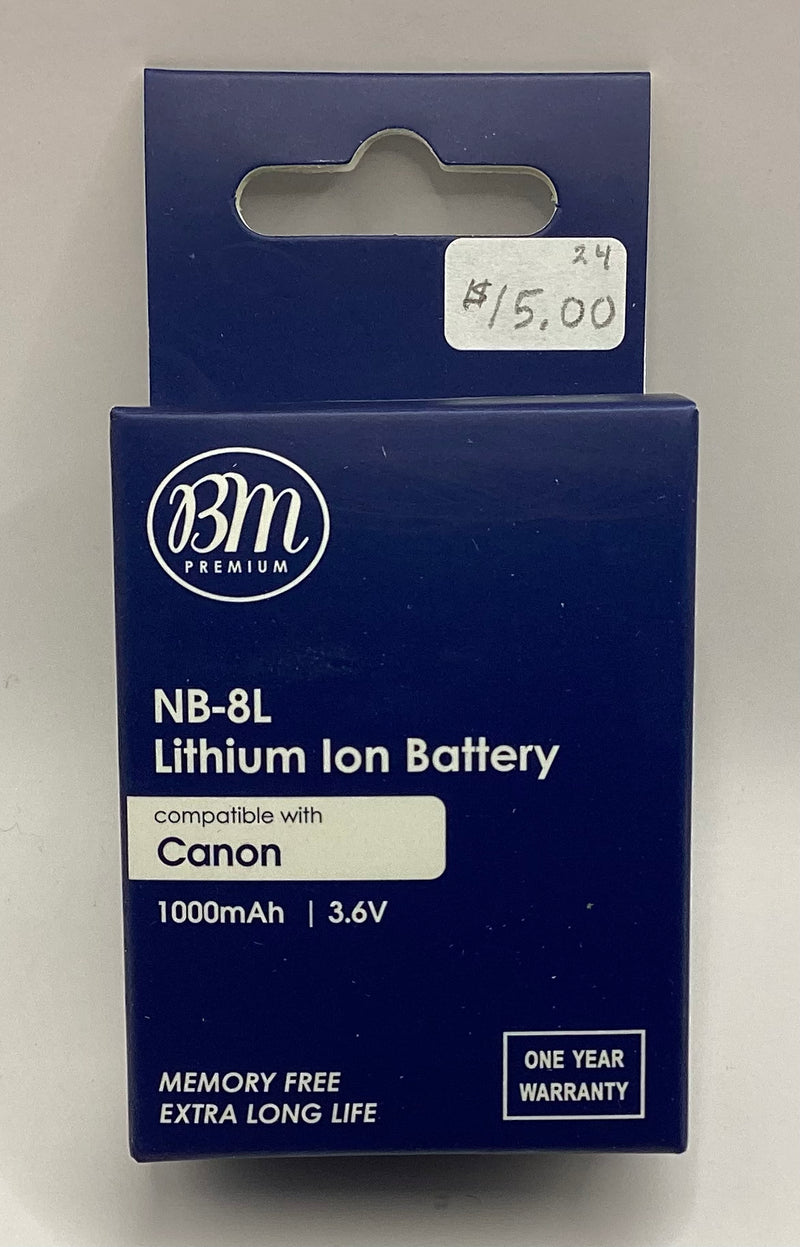 24
$15.00
BM
PREMIUM
NB-8L
Lithium Ion Battery
compatible with
Canon
1000mAh | 3.6V
MEMORY FREE
EXTRA LONG LIFE
ONE YEAR
WARRANTY